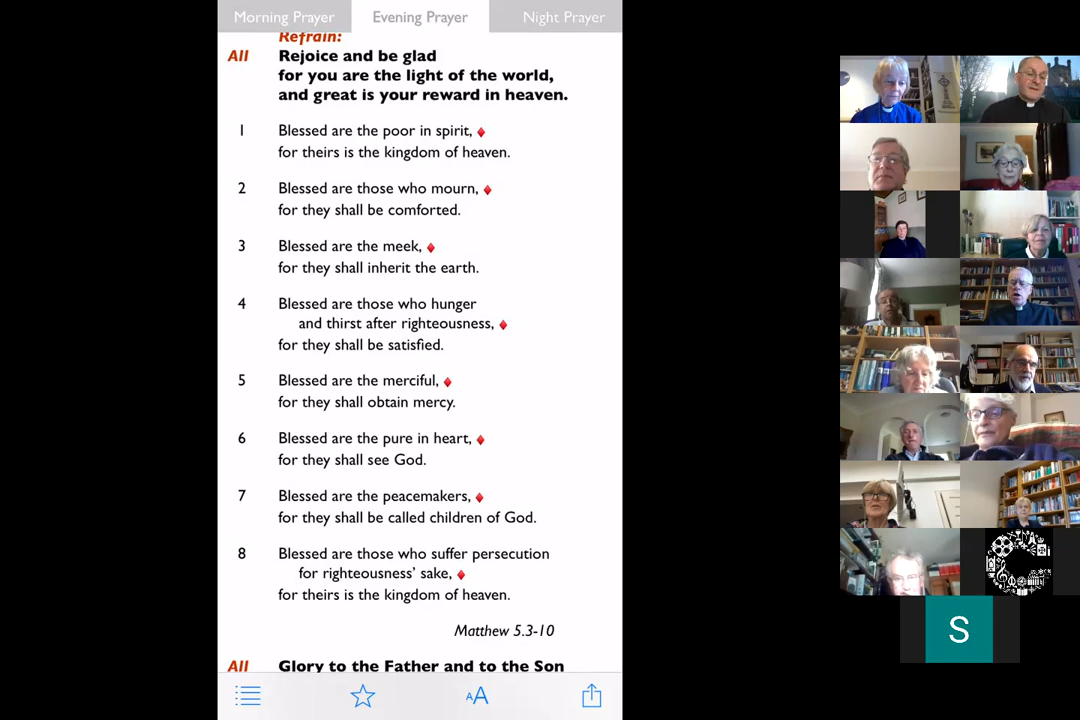 Morning Prayer
Evening Prayer
Night Prayer
Refrain:
All Rejoice and be glad
for you are the light of the world,
and great is your reward in heaven.
1 Blessed are the poor in spirit, ♦
for theirs is the kingdom of heaven.
2 Blessed are those who mourn, ♦
for they shall be comforted.
3 Blessed are the meek, ♦
for they shall inherit the earth.
4 Blessed are those who hunger
and thirst after righteousness, ♦
for they shall be satisfied.
5 Blessed are the merciful, ♦
for they shall obtain mercy.
6 Blessed are the pure in heart, ♦
for they shall see God.
7 Blessed are the peacemakers, ♦
for they shall be called children of God.
8 Blessed are those who suffer persecution
for righteousness’ sake, ♦
for theirs is the kingdom of heaven.
Matthew 5.3-10
All Glory to the Father and to the Son
AA
S